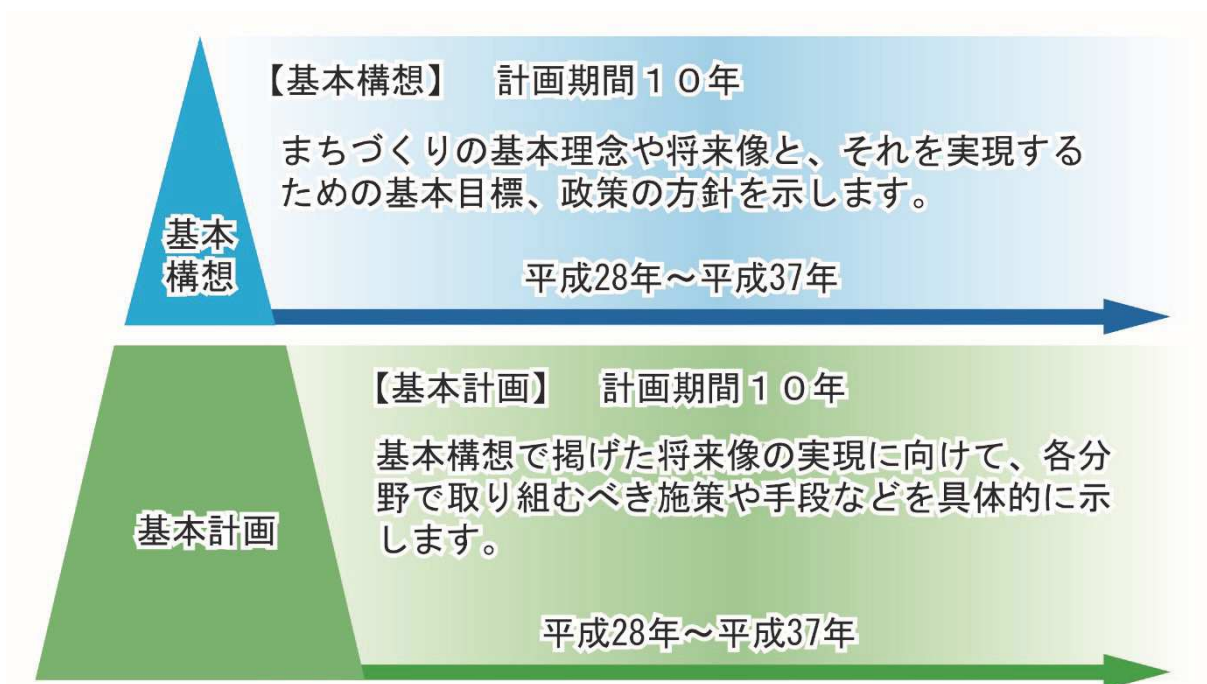 【基本構想】 計画期間１０年
まちづくりの基本理念や将来像と、それを実現する
ための基本目標、政策の方針を示します。
基本
構想
平成28年～平成37年
【基本計画】 計画期間１０年
基本構想で掲げた将来像の実現に向けて、各分
野で取り組むべき施策や手段などを具体的に示
します。
基本計画
平成28年～平成37年